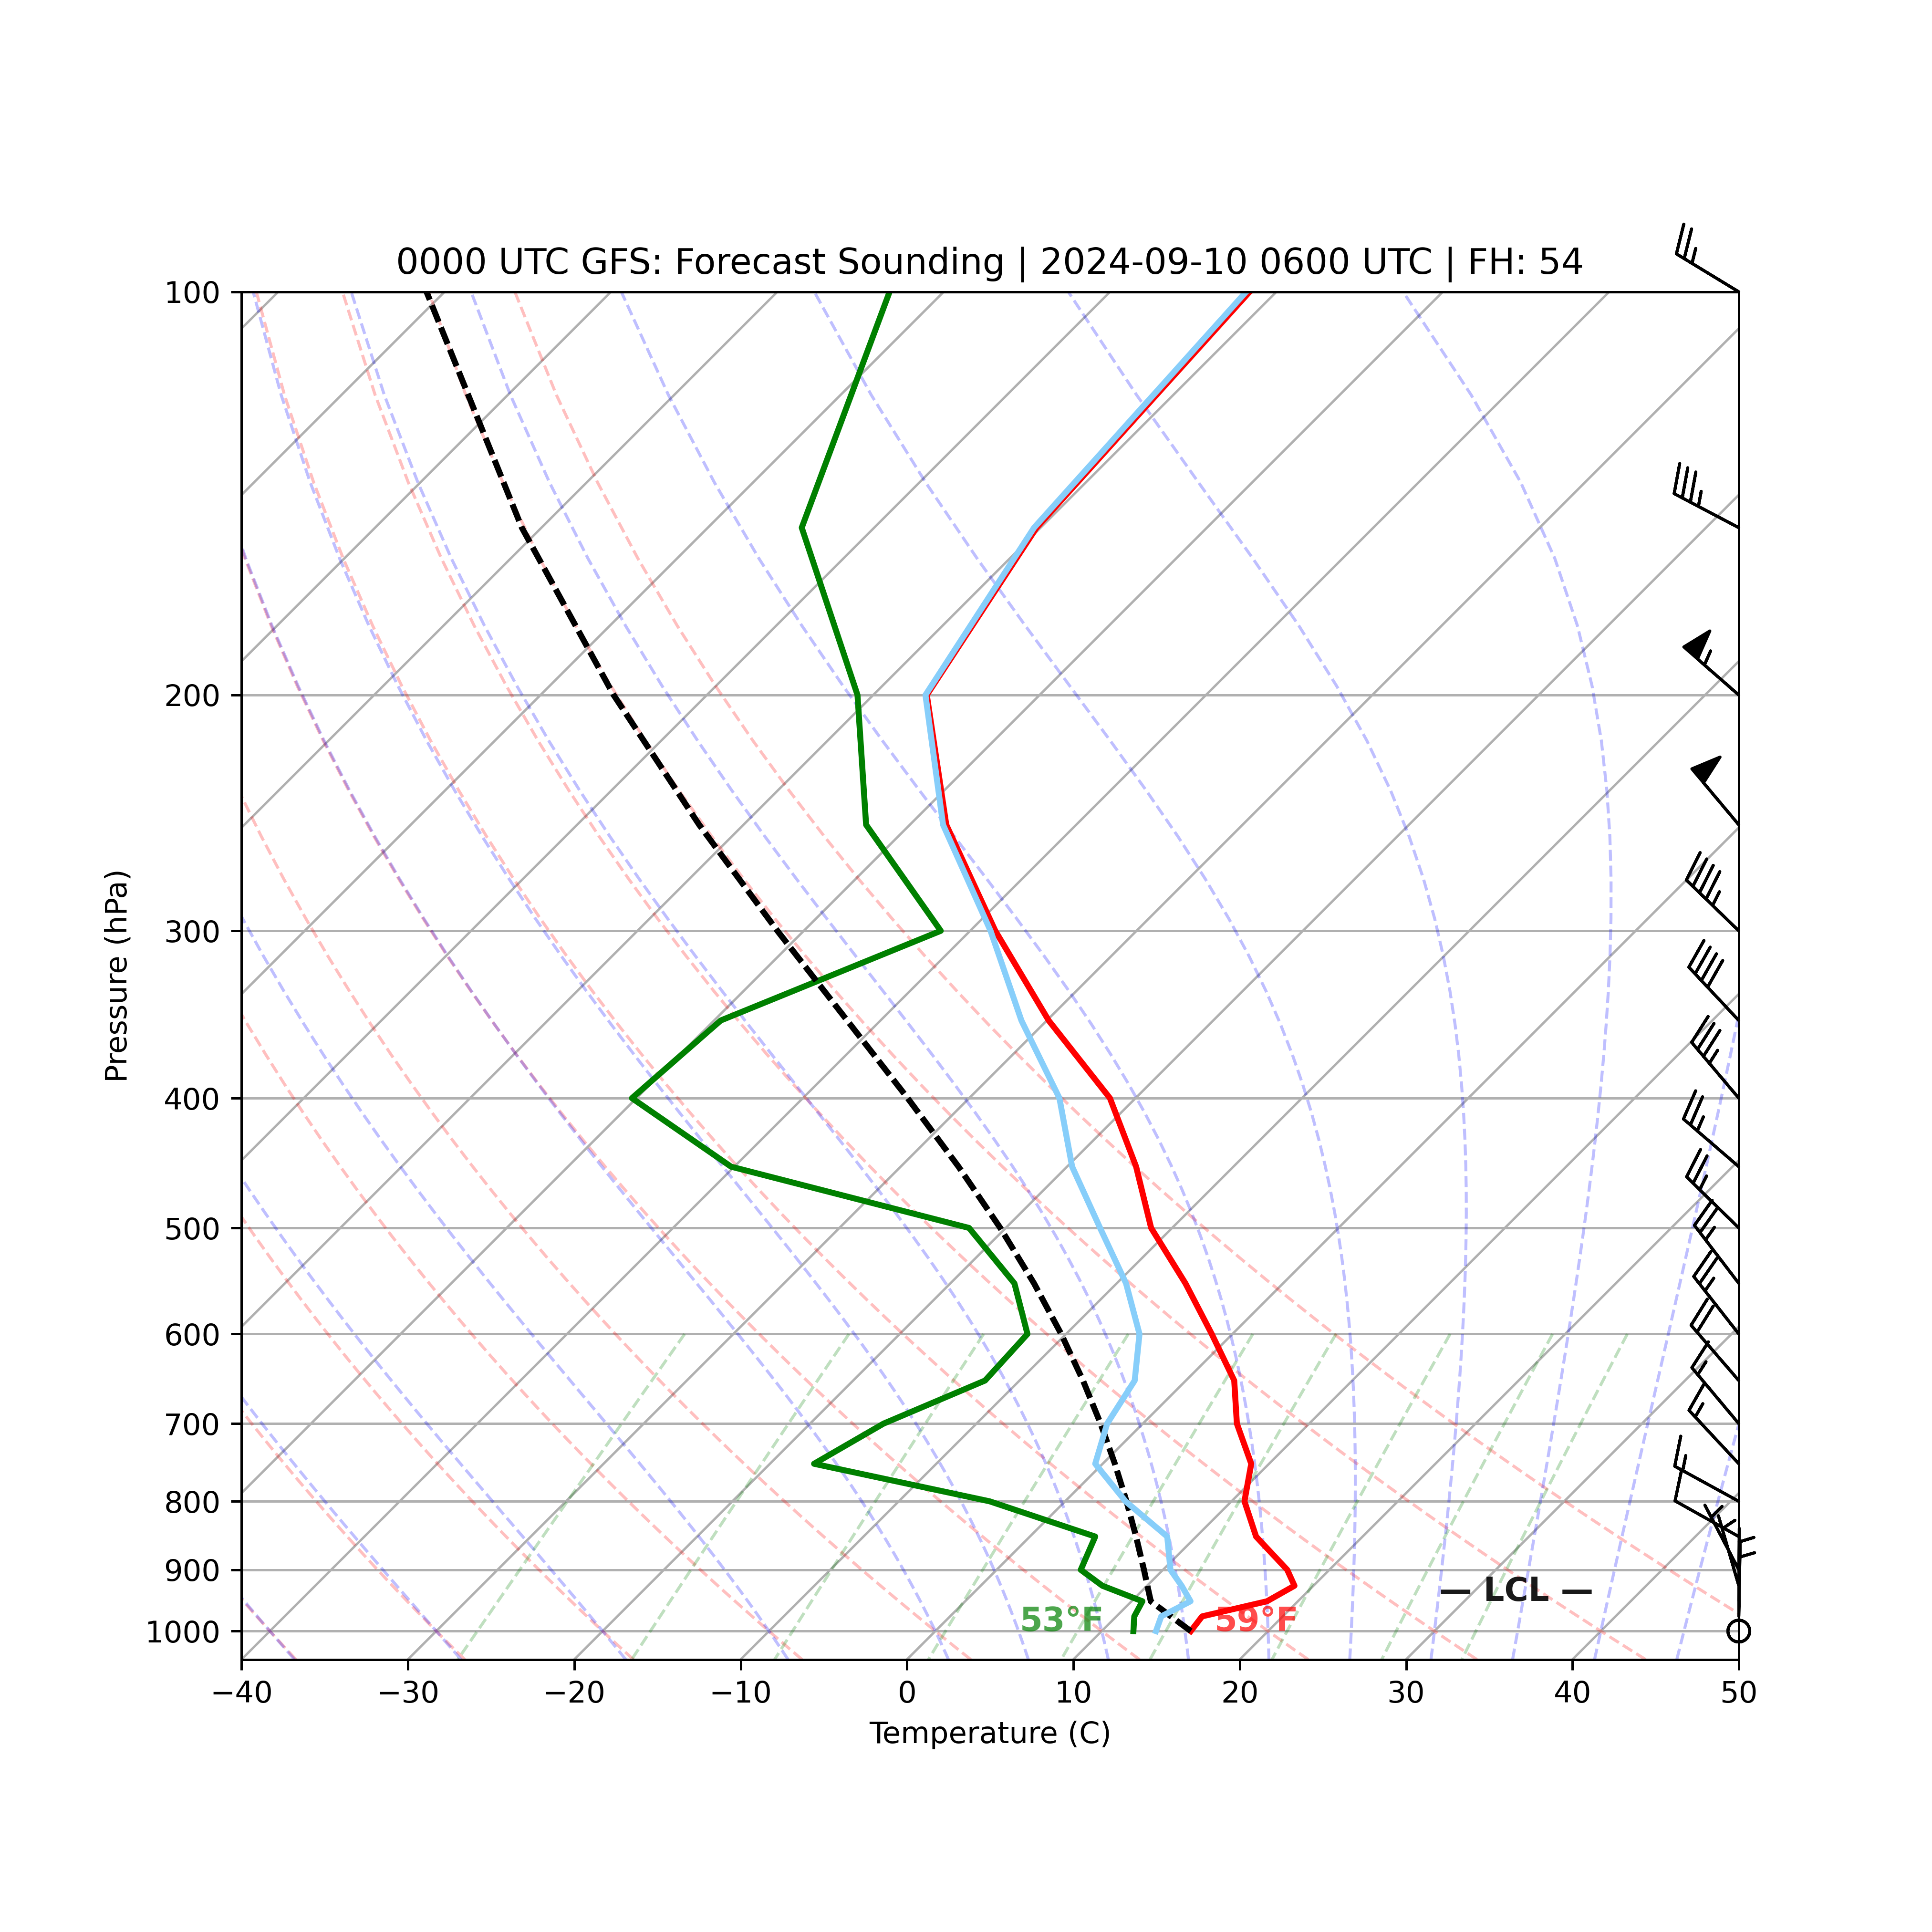 0000 UTC GFS: Forecast Sounding | 2024-09-10 0600 UTC | FH: 54
100
200
300
400
500
600
700
800
900
1000
Pressure (hPa)
— LCL —
53°F
59°F
−40 −30 −20 −10 0 10 20 30 40 50
Temperature (C)